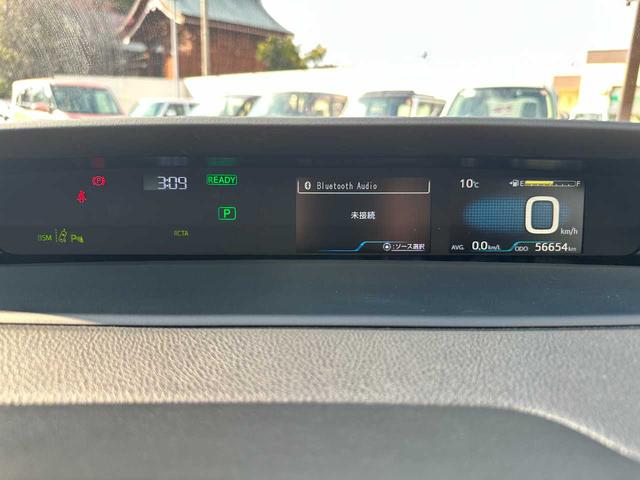 3:09
READY
P
BSM
P
RCTA
Bluetooth Audio
未接続
:ソース選択
10℃
E F
0
km/h
AVG. 0.0km/L
ODO 56654km